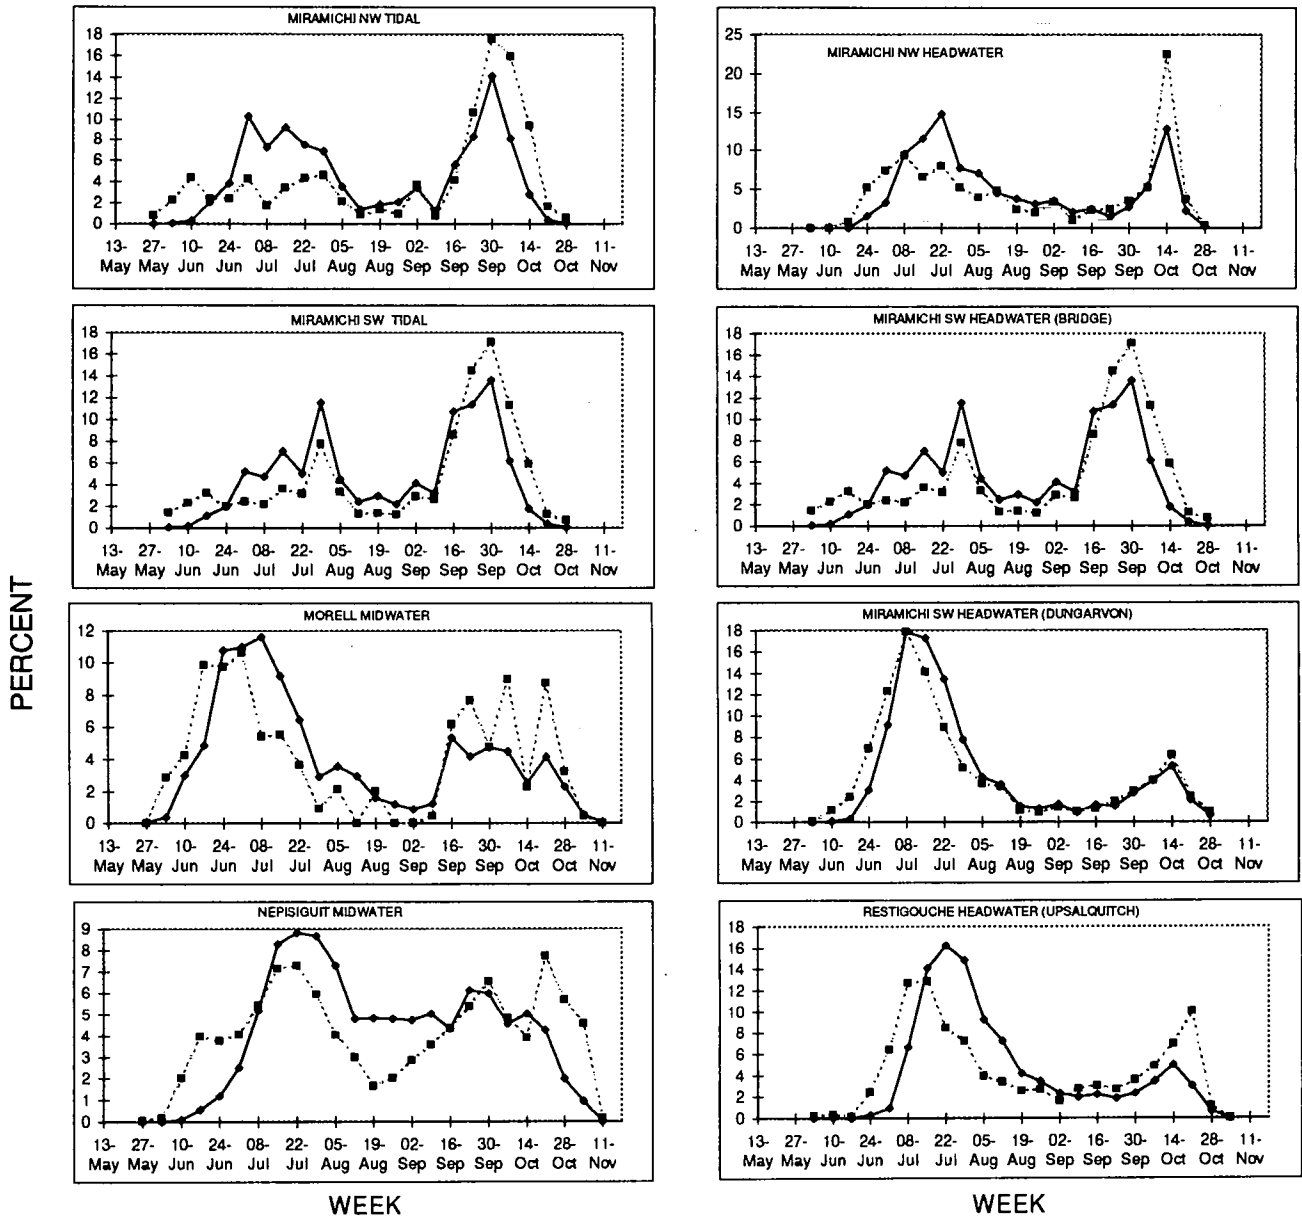 PERCENT
MIRAMICHI NW TIDAL
18
16
14
12
10
8
6
4
2
0
13- 27- 10- 24- 08- 22- 05- 19- 02- 16- 30- 14- 28- 11-
May May Jun Jun Jul Jul Aug Aug Sep Sep Sep Oct Oct Nov
MIRAMICHI NW HEADWATER
25
20
15
10
5
0
13- 27- 10- 24- 08- 22- 05- 19- 02- 16- 30- 14- 28- 11-
May May Jun Jun Jul Jul Aug Aug Sep Sep Sep Oct Oct Nov
MIRAMICHI SW TIDAL
18
16
14
12
10
8
6
4
2
0
13- 27- 10- 24- 08- 22- 05- 19- 02- 16- 30- 14- 28- 11-
May May Jun Jun Jul Jul Aug Aug Sep Sep Sep Oct Oct Nov
MIRAMICHI SW HEADWATER (BRIDGE)
18
16
14
12
10
8
6
4
2
0
13- 27- 10- 24- 08- 22- 05- 19- 02- 16- 30- 14- 28- 11-
May May Jun Jun Jul Jul Aug Aug Sep Sep Sep Oct Oct Nov
MORELL MIDWATER
12
10
8
6
4
2
0
13- 27- 10- 24- 08- 22- 05- 19- 02- 16- 30- 14- 28- 11-
May May Jun Jun Jul Jul Aug Aug Sep Sep Sep Oct Oct Nov
MIRAMICHI SW HEADWATER (DUNGARVON)
18
16
14
12
10
8
6
4
2
0
13- 27- 10- 24- 08- 22- 05- 19- 02- 16- 30- 14- 28- 11-
May May Jun Jun Jul Jul Aug Aug Sep Sep Sep Oct Oct Nov
NEPISIGUIT MIDWATER
9
8
7
6
5
4
3
2
1
0
13- 27- 10- 24- 08- 22- 05- 19- 02- 16- 30- 14- 28- 11-
May May Jun Jun Jul Jul Aug Aug Sep Sep Sep Oct Oct Nov
RESTIGOUCHE HEADWATER (UPSALQUITCH)
18
16
14
12
10
8
6
4
2
0
13- 27- 10- 24- 08- 22- 05- 19- 02- 16- 30- 14- 28- 11-
May May Jun Jun Jul Jul Aug Aug Sep Sep Sep Oct Oct Nov
WEEK
WEEK